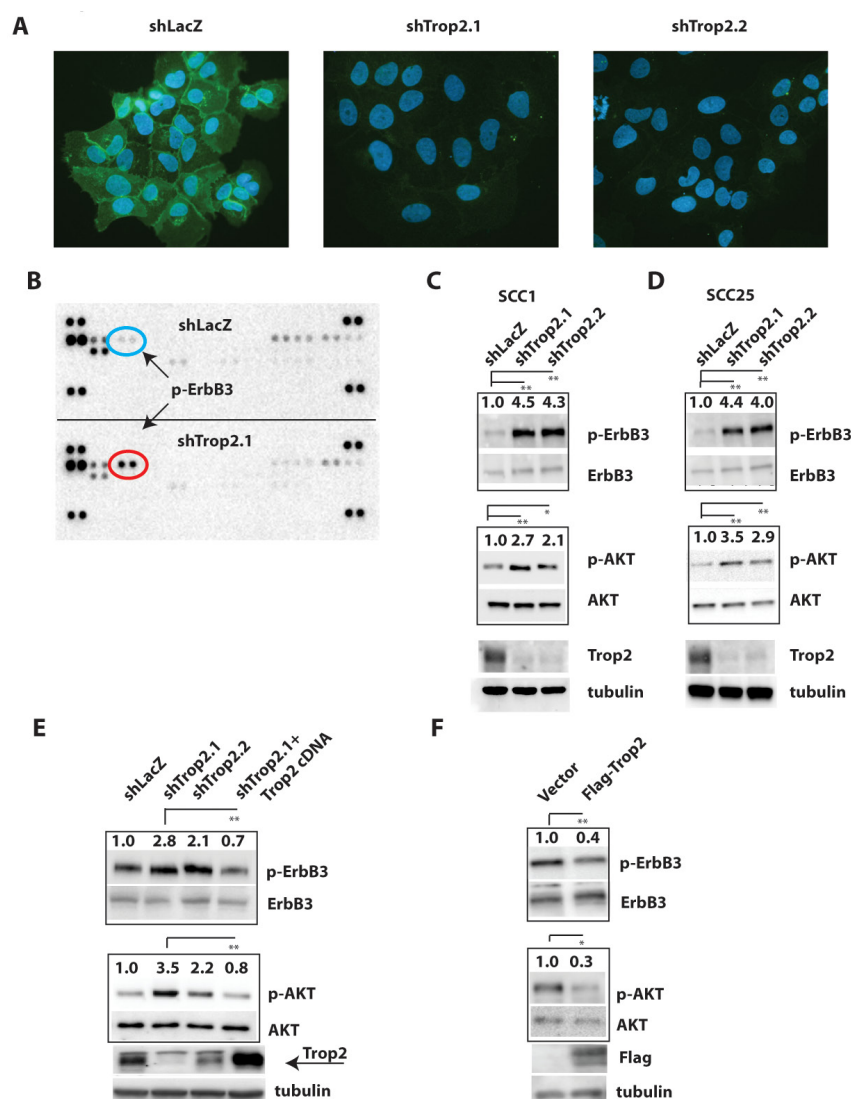 A
shLacZ shTrop2.1 shTrop2.2
B
shLacZ
p-ErbB3
shTrop2.1
C SCC1
shLacZ shTrop2.1 shTrop2.2
** **
1.0 4.5 4.3
p-ErbB3
ErbB3
** *
1.0 2.7 2.1
p-AKT
AKT
Trop2
tubulin
D SCC25
shLacZ shTrop2.1 shTrop2.2
** **
1.0 4.4 4.0
p-ErbB3
ErbB3
** **
1.0 3.5 2.9
p-AKT
AKT
Trop2
tubulin
E
shLacZ shTrop2.1 shTrop2.2 shTrop2.1+
Trop2 cDNA
**
1.0 2.8 2.1 0.7
p-ErbB3
ErbB3
**
1.0 3.5 2.2 0.8
p-AKT
AKT
Trop2
tubulin
F
Vector Flag-Trop2
**
1.0 0.4
p-ErbB3
ErbB3
*
1.0 0.3
p-AKT
AKT
Flag
tubulin